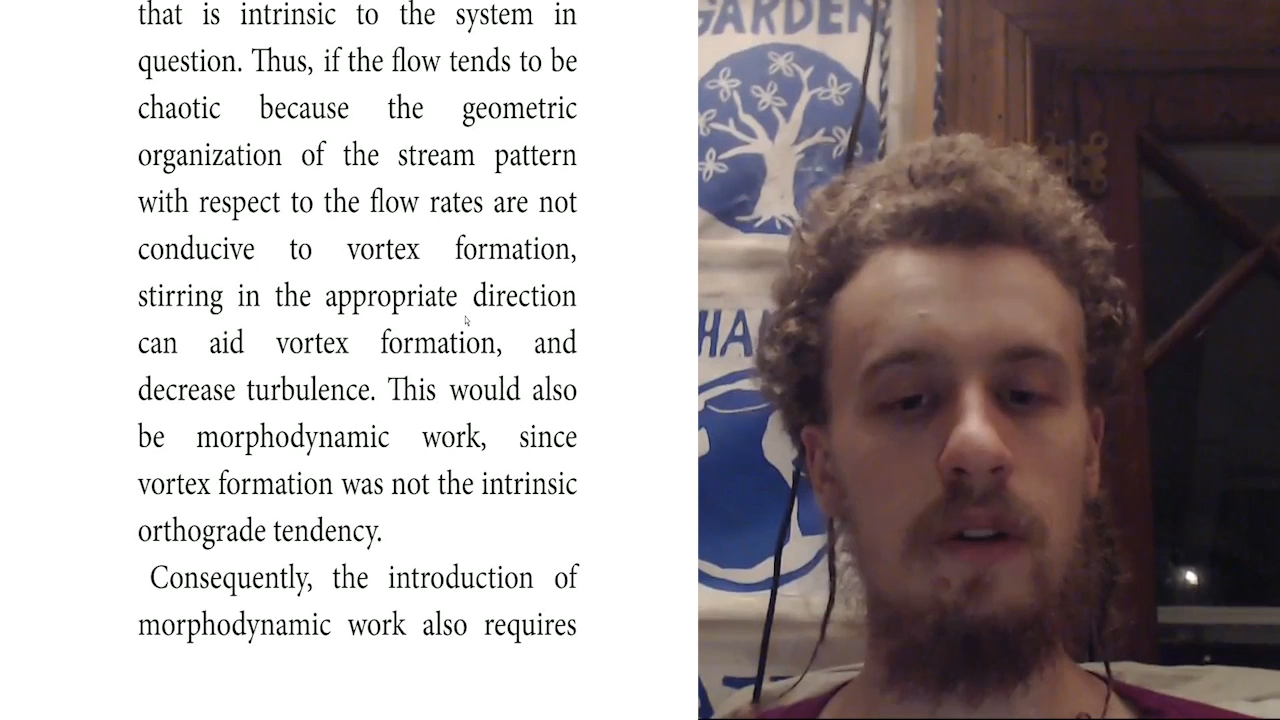 that is intrinsic to the system in
question. Thus, if the flow tends to be
chaotic because the geometric
organization of the stream pattern
with respect to the flow rates are not
conducive to vortex formation,
stirring in the appropriate direction
can aid vortex formation, and
decrease turbulence. This would also
be morphodynamic work, since
vortex formation was not the intrinsic
orthograde tendency.
Consequently, the introduction of
morphodynamic work also requires
GARDEN